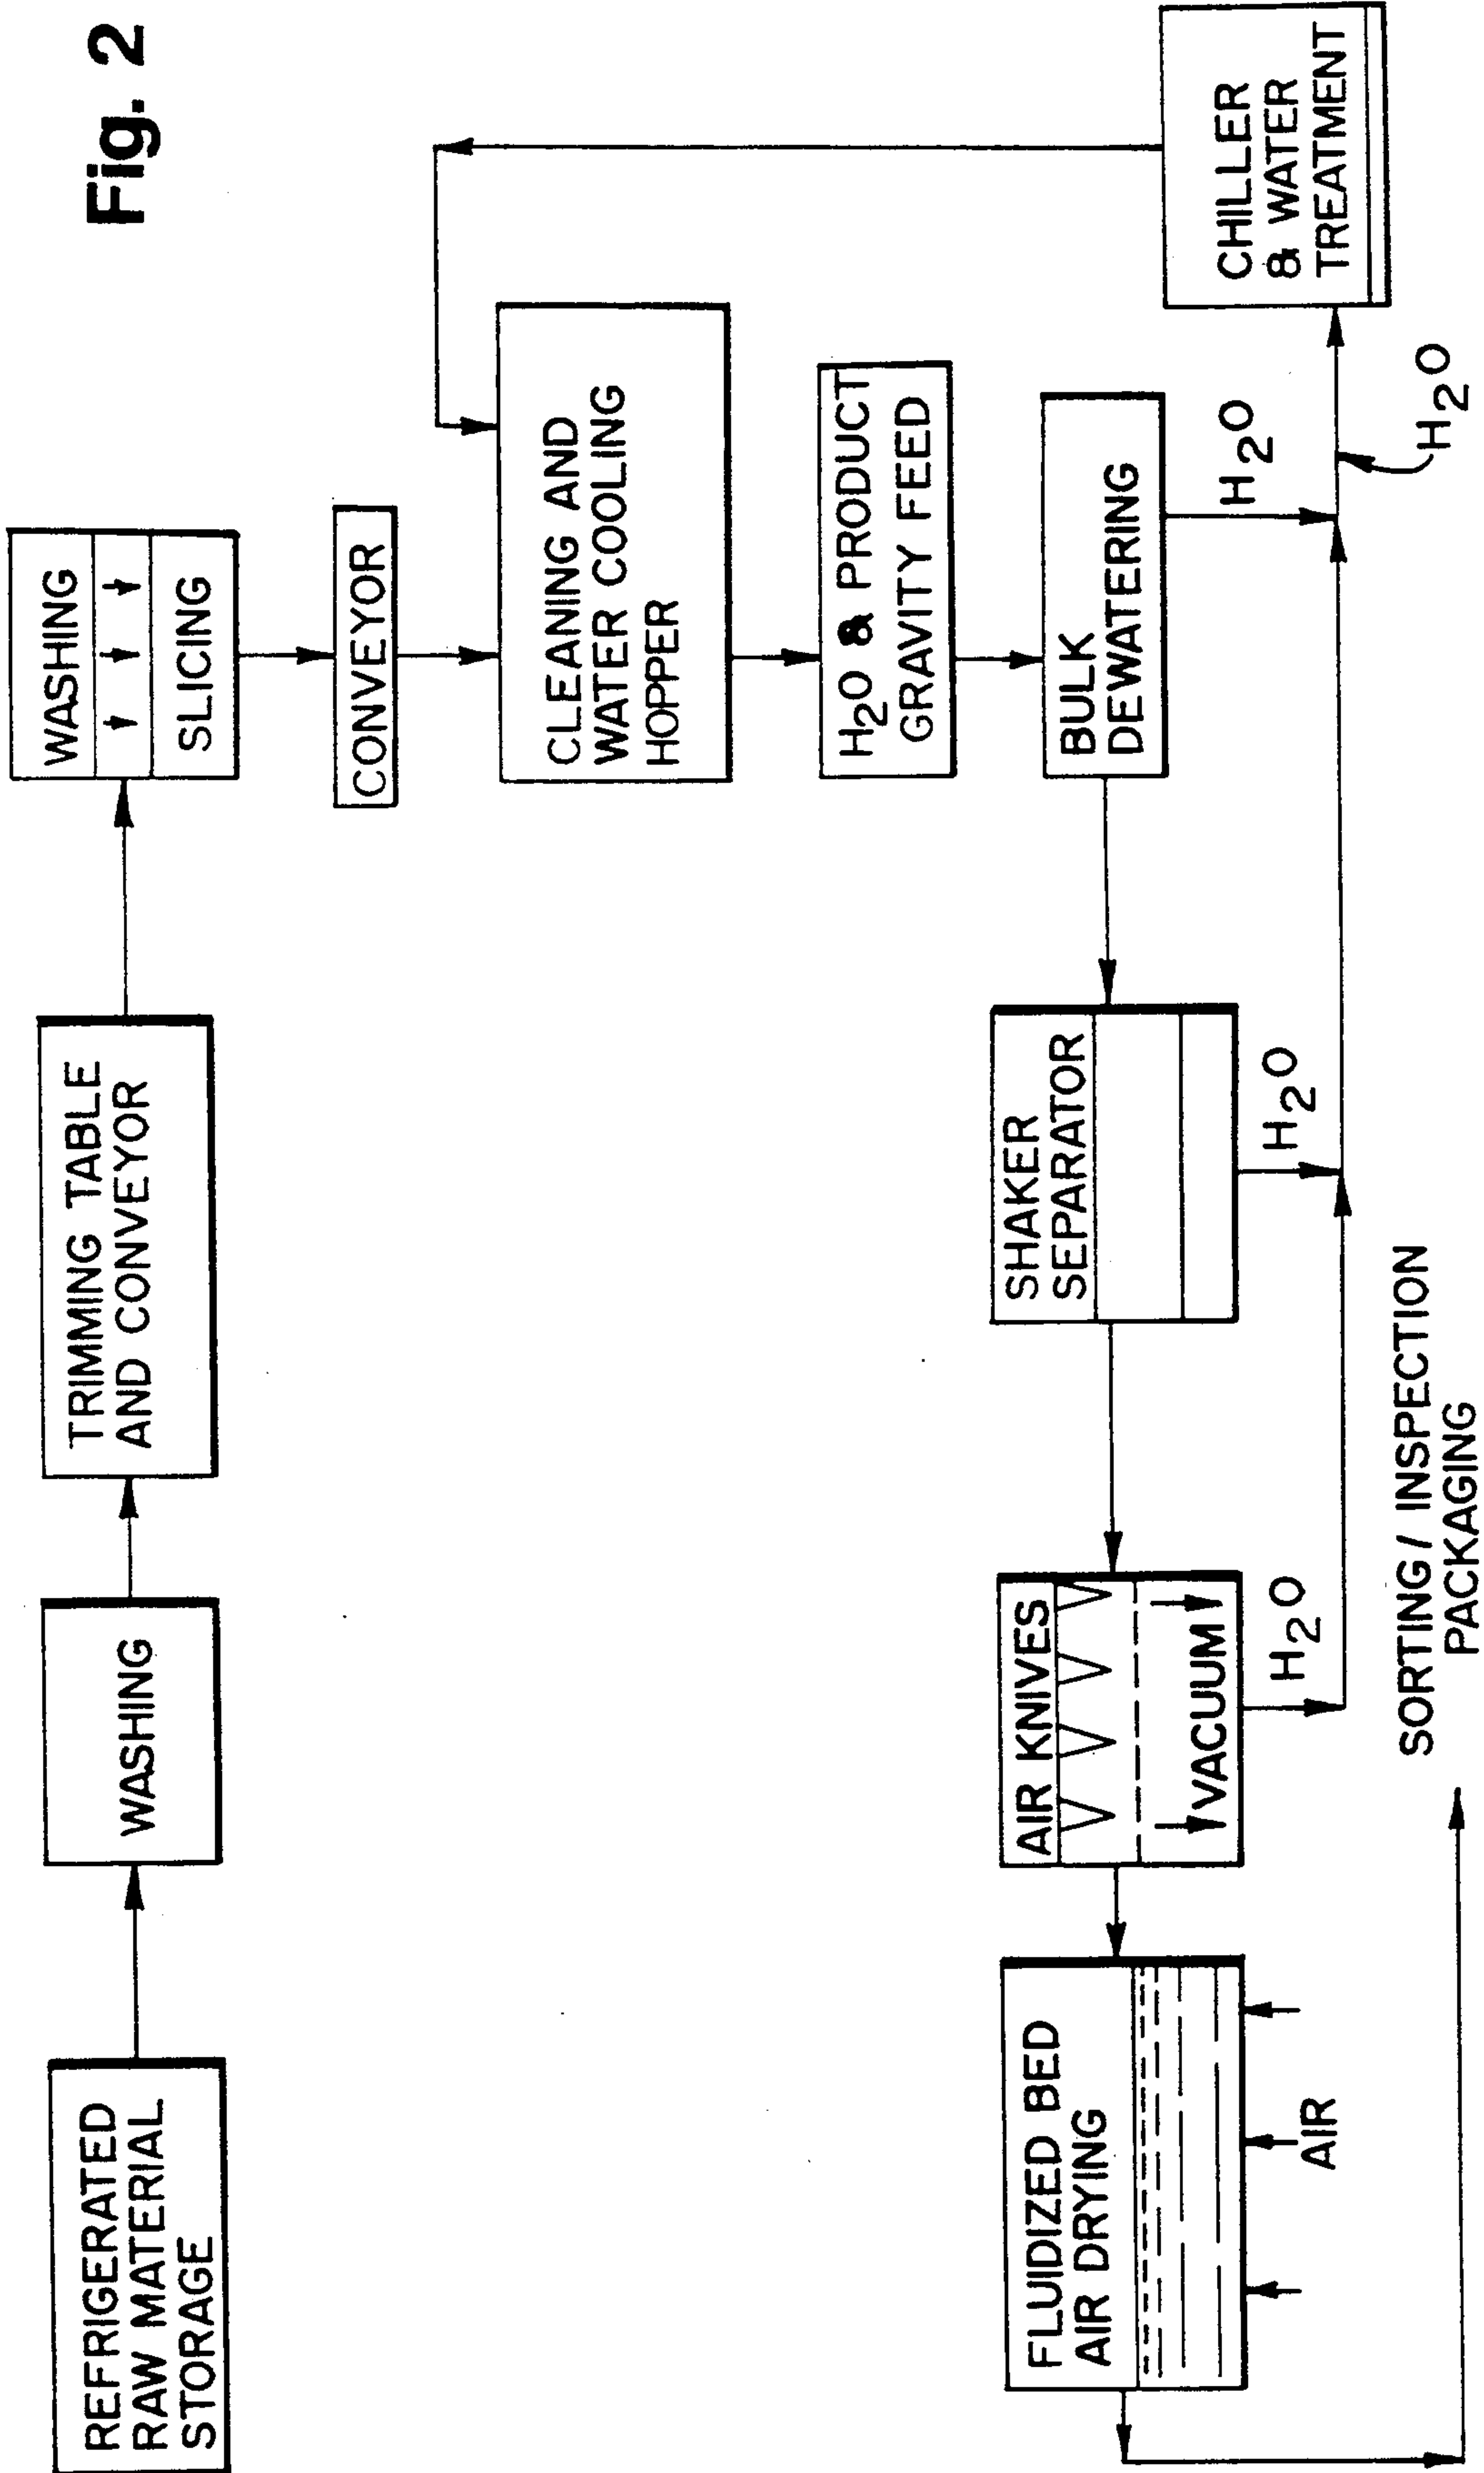 Fig. 2
REFRIGERATED
RAW MATERIAL
STORAGE
WASHING
TRIMMING TABLE
AND CONVEYOR
WASHING
SLICING
CONVEYOR
CLEANING AND
WATER COOLING
HOPPER
H2O & PRODUCT
GRAVITY FEED
BULK
DEWATERING
H2O
CHILLER
& WATER
TREATMENT
H2O
SHAKER
SEPARATOR
H2O
AIR KNIVES
VACUUM
H2O
FLUIDIZED BED
AIR DRYING
AIR
SORTING/INSPECTION
PACKAGING